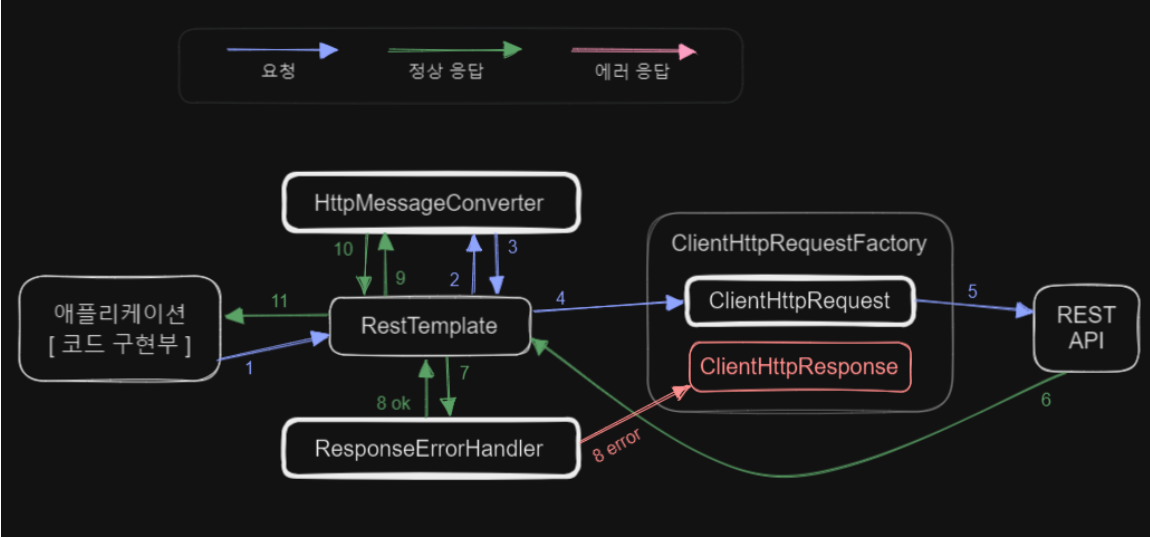 요청
정상 응답
에러 응답
HttpMessageConverter
10
9
2
3
ClientHttpRequestFactory
ClientHttpRequest
ClientHttpResponse
애플리케이션
[ 코드 구현부 ]
11
1
RestTemplate
4
5
REST
API
6
8 ok
7
ResponseErrorHandler
8 error